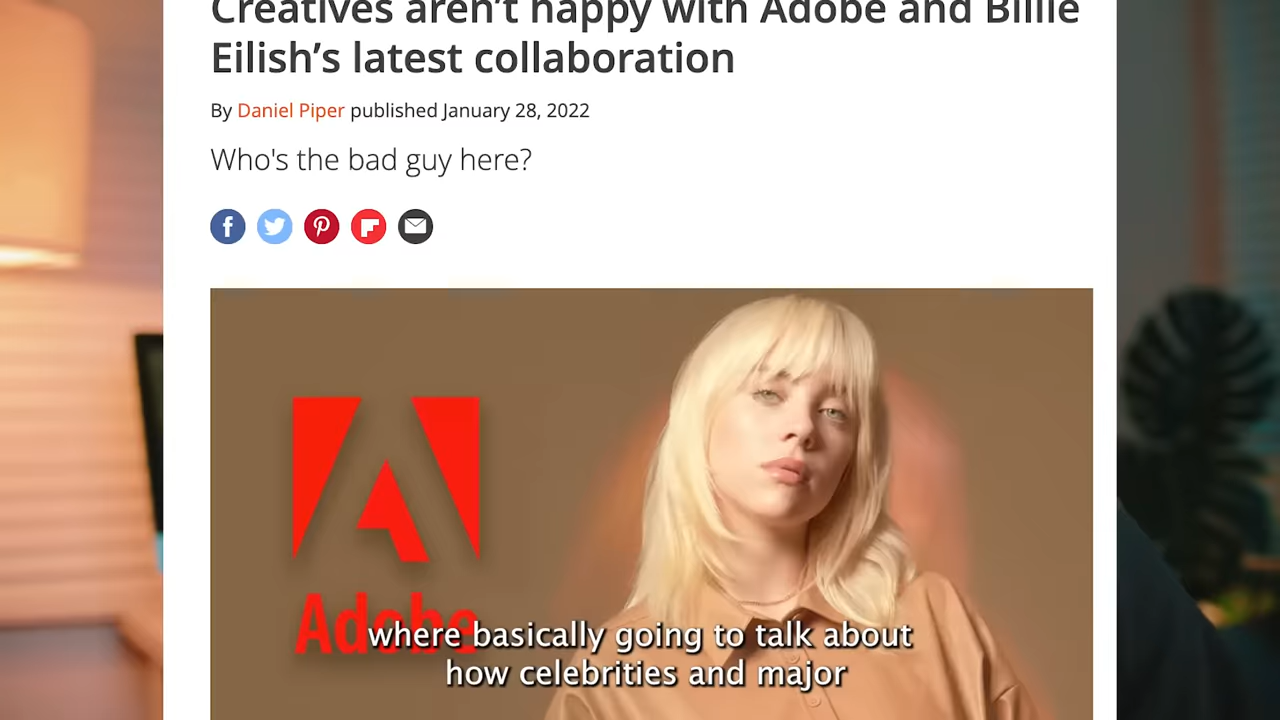 Creatives aren't happy with Adobe and Billie
Eilish's latest collaboration
By Daniel Piper published January 28, 2022
Who's the bad guy here?
Adobe
where basically going to talk about
how celebrities and major